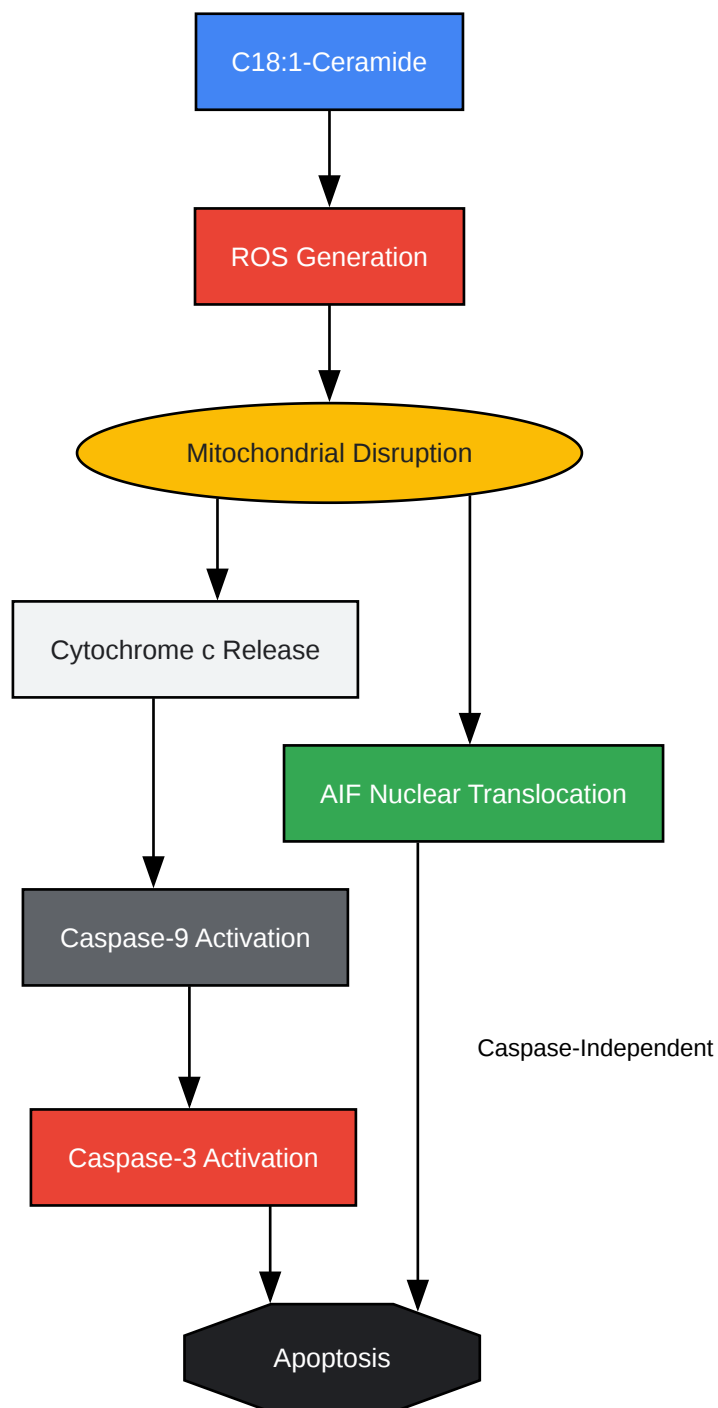 C18:1-Ceramide
ROS Generation
Mitochondrial Disruption
Cytochrome c Release
AIF Nuclear Translocation
Caspase-9 Activation
Caspase-Independent
Caspase-3 Activation
Apoptosis